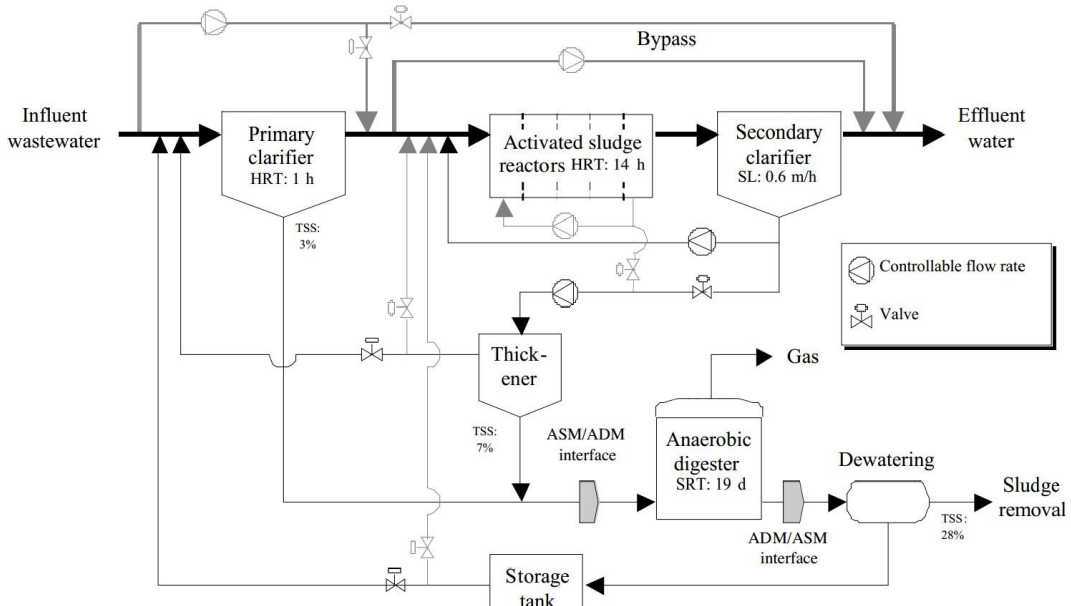 Bypass
Influent
wastewater
Primary
clarifier
HRT: 1 h
Activated sludge
reactors HRT: 14 h
Secondary
clarifier
SL: 0.6 m/h
Effluent
water
TSS:
3%
Controllable flow rate
Valve
Thick-
ener
Gas
TSS:
7%
ASM/ADM
interface
Anaerobic
digester
SRT: 19 d
Dewatering
Sludge
removal
TSS:
28%
ADM/ASM
interface
Storage
tank